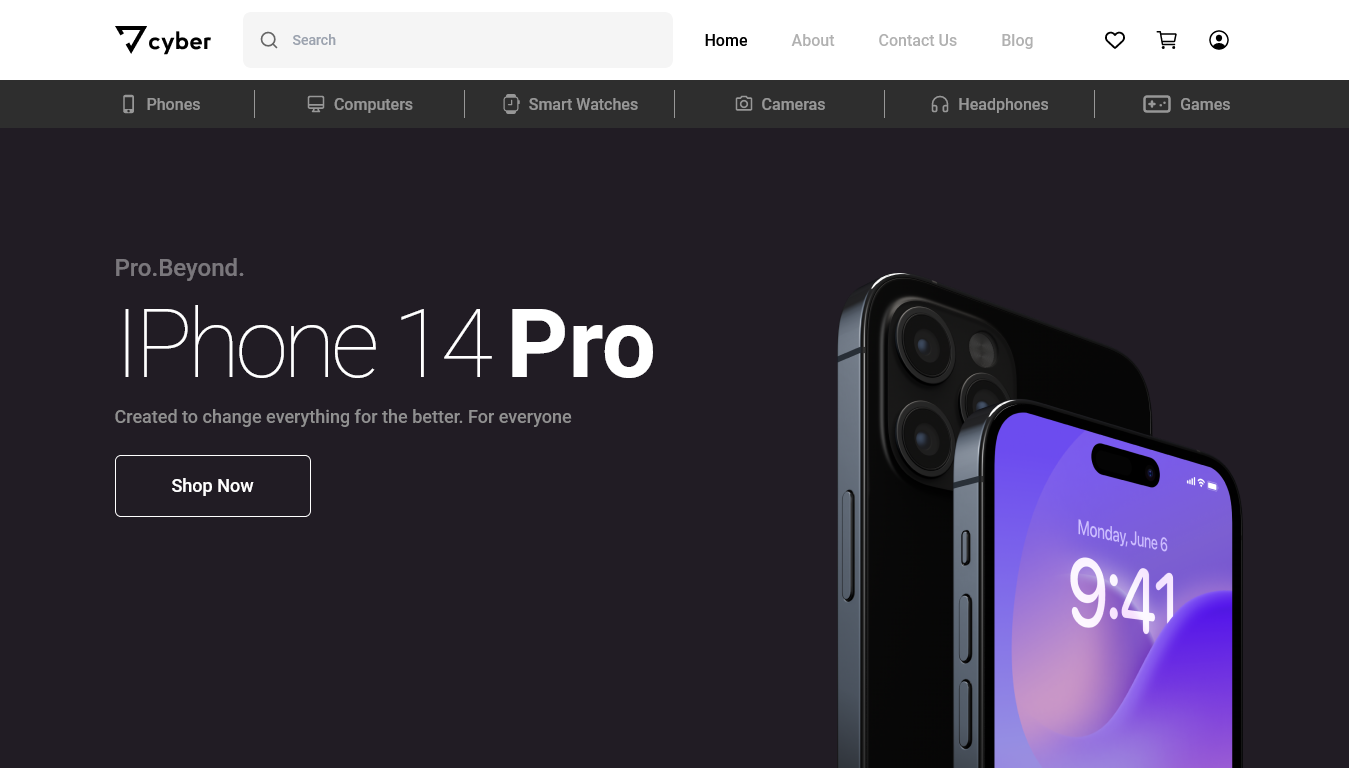 cyber
Search
Home About Contact Us Blog
Phones Computers Smart Watches Cameras Headphones Games
Pro.Beyond.
IPhone 14 Pro
Created to change everything for the better. For everyone
Shop Now
Monday, June 6
9:41